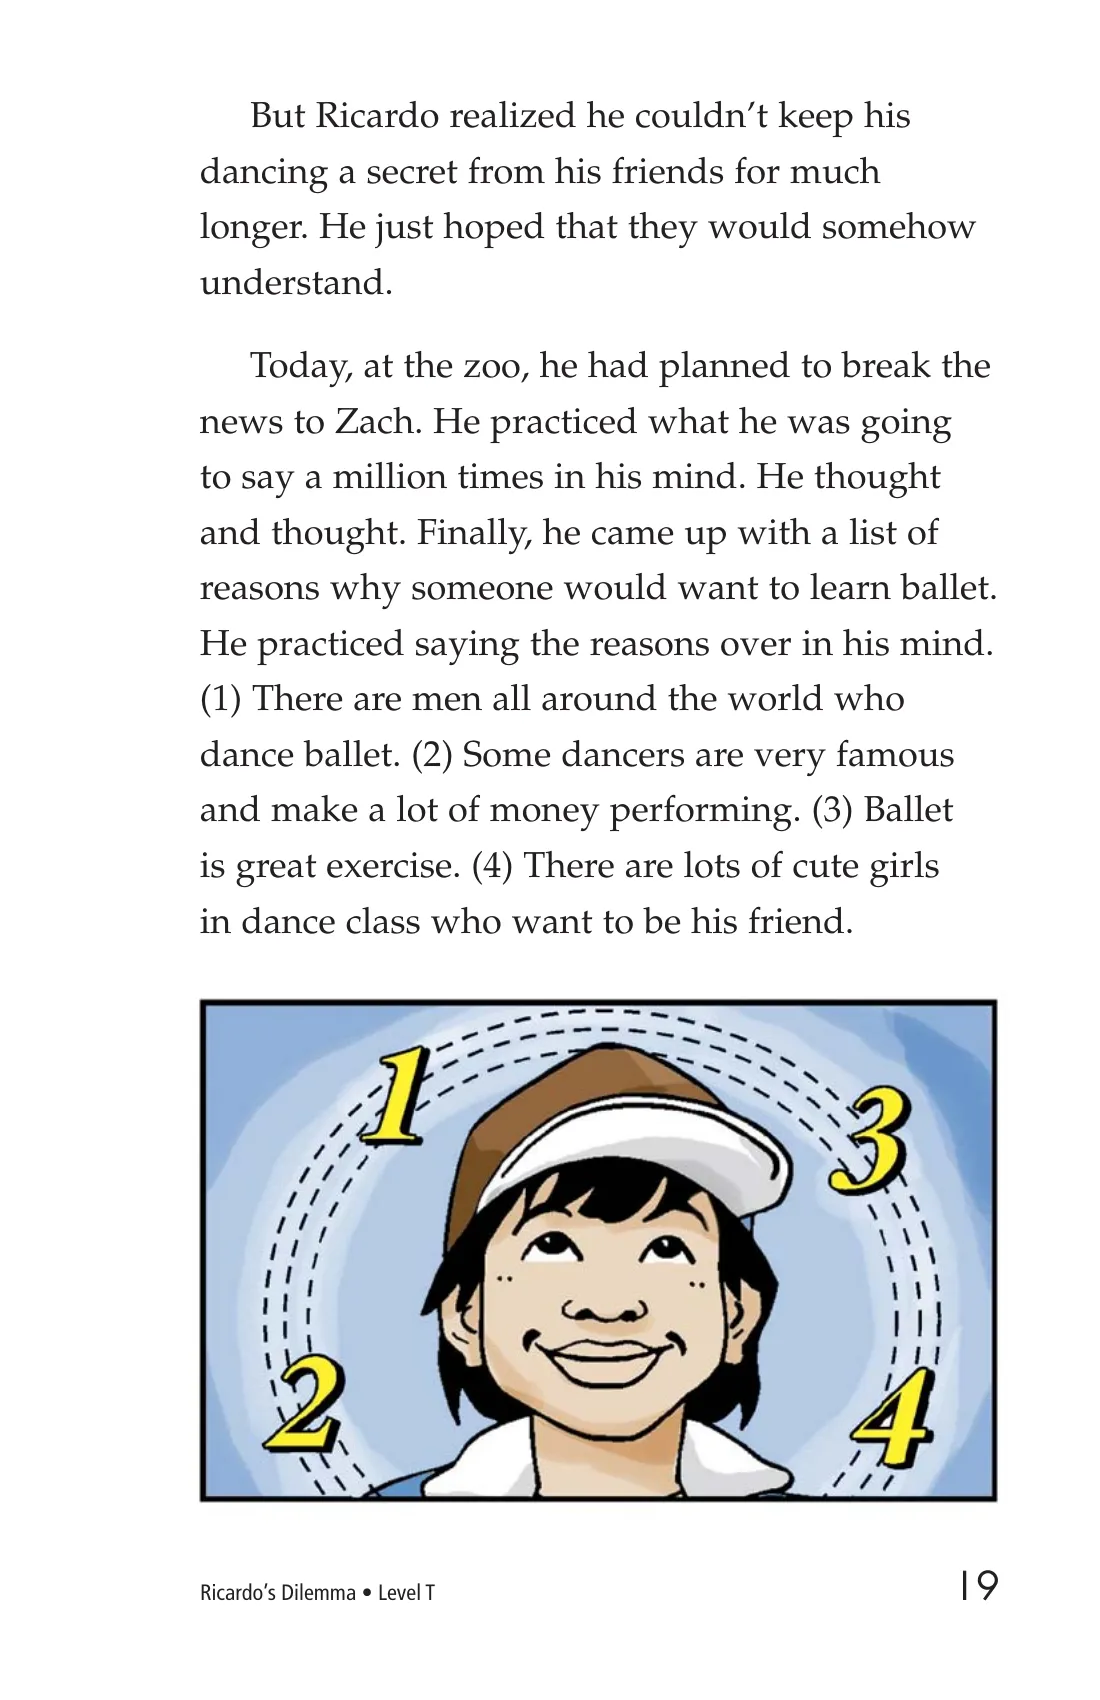 But Ricardo realized he couldn’t keep his
dancing a secret from his friends for much
longer. He just hoped that they would somehow
understand.
Today, at the zoo, he had planned to break the
news to Zach. He practiced what he was going
to say a million times in his mind. He thought
and thought. Finally, he came up with a list of
reasons why someone would want to learn ballet.
He practiced saying the reasons over in his mind.
(1) There are men all around the world who
dance ballet. (2) Some dancers are very famous
and make a lot of money performing. (3) Ballet
is great exercise. (4) There are lots of cute girls
in dance class who want to be his friend.
1
3
2
4
Ricardo’s Dilemma • Level T
19